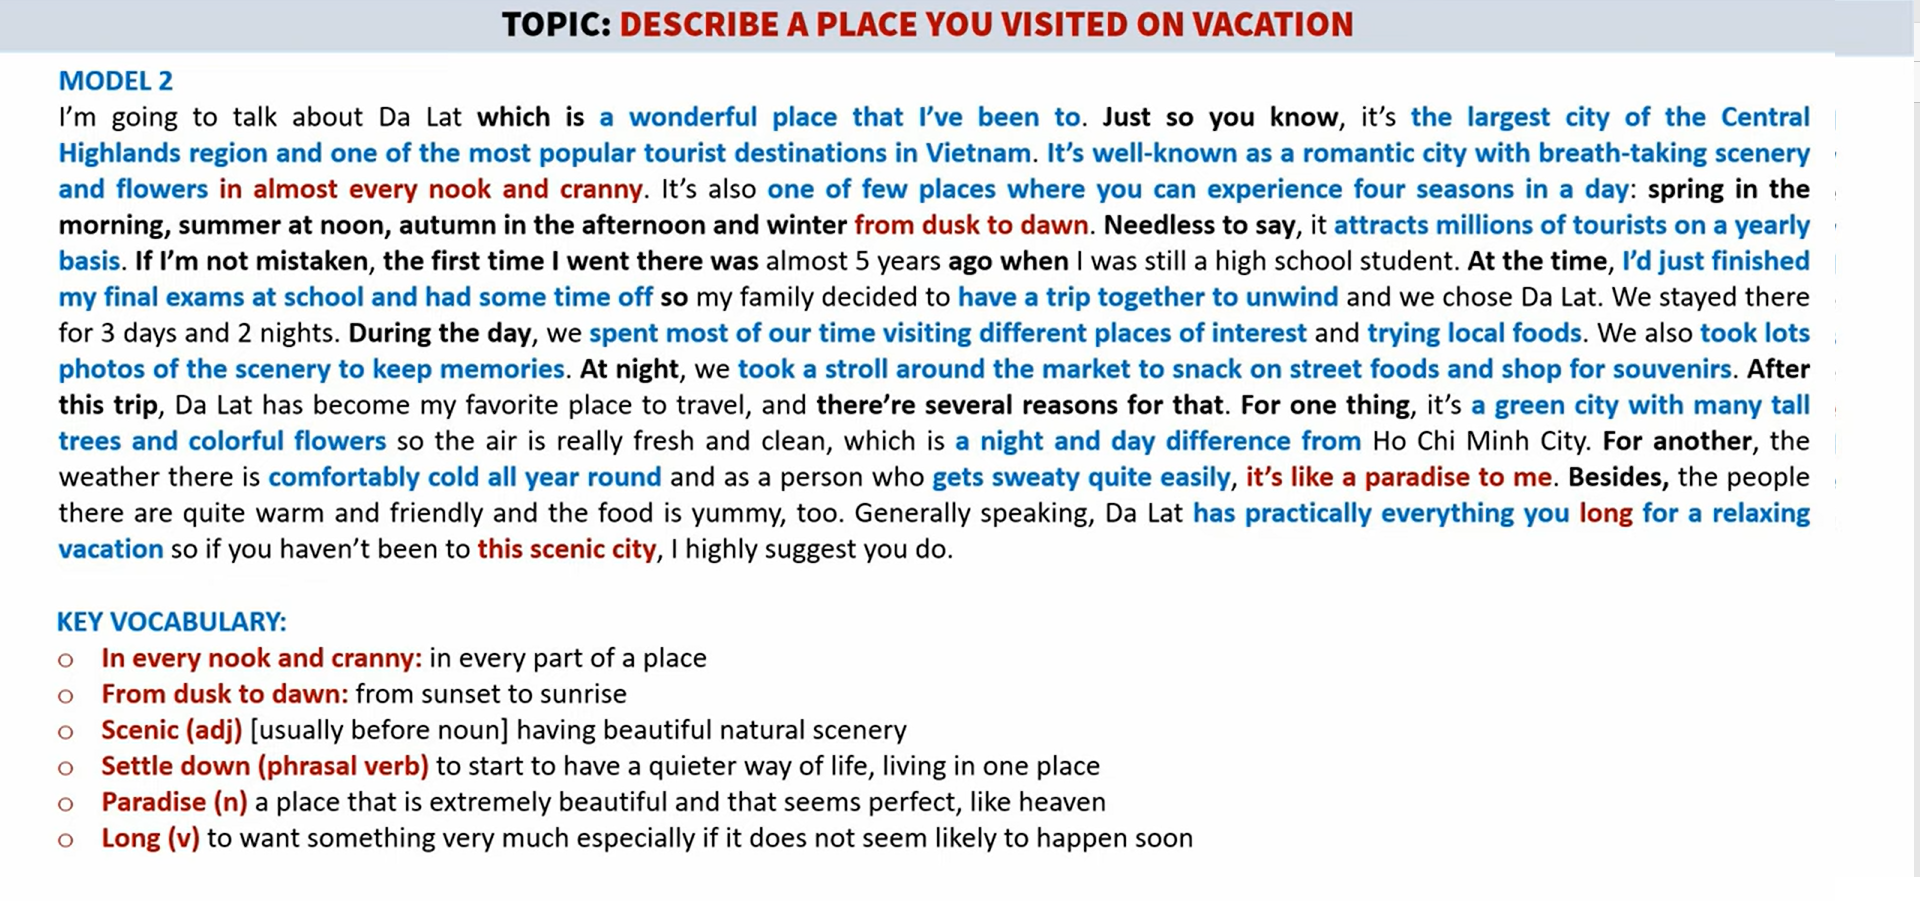 TOPIC: DESCRIBE A PLACE YOU VISITED ON VACATION
MODEL 2
I'm going to talk about Da Lat which is a wonderful place that I've been to. Just so you know, it's the largest city of the Central
Highlands region and one of the most popular tourist destinations in Vietnam. It's well-known as a romantic city with breath-taking scenery
and flowers in almost every nook and cranny. It's also one of few places where you can experience four seasons in a day: spring in the
morning, summer at noon, autumn in the afternoon and winter from dusk to dawn. Needless to say, it attracts millions of tourists on a yearly
basis. If I'm not mistaken, the first time I went there was almost 5 years ago when I was still a high school student. At the time, I'd just finished
my final exams at school and had some time off so my family decided to have a trip together to unwind and we chose Da Lat. We stayed there
for 3 days and 2 nights. During the day, we spent most of our time visiting different places of interest and trying local foods. We also took lots
photos of the scenery to keep memories. At night, we took a stroll around the market to snack on street foods and shop for souvenirs. After
this trip, Da Lat has become my favorite place to travel, and there're several reasons for that. For one thing, it's a green city with many tall
trees and colorful flowers so the air is really fresh and clean, which is a night and day difference from Ho Chi Minh City. For another, the
weather there is comfortably cold all year round and as a person who gets sweaty quite easily, it's like a paradise to me. Besides, the people
there are quite warm and friendly and the food is yummy, too. Generally speaking, Da Lat has practically everything you long for a relaxing
vacation so if you haven't been to this scenic city, I highly suggest you do.
KEY VOCABULARY:
o In every nook and cranny: in every part of a place
o From dusk to dawn: from sunset to sunrise
o Scenic (adj) [usually before noun] having beautiful natural scenery
o Settle down (phrasal verb) to start to have a quieter way of life, living in one place
o Paradise (n) a place that is extremely beautiful and that seems perfect, like heaven
o Long (v) to want something very much especially if it does not seem likely to happen soon